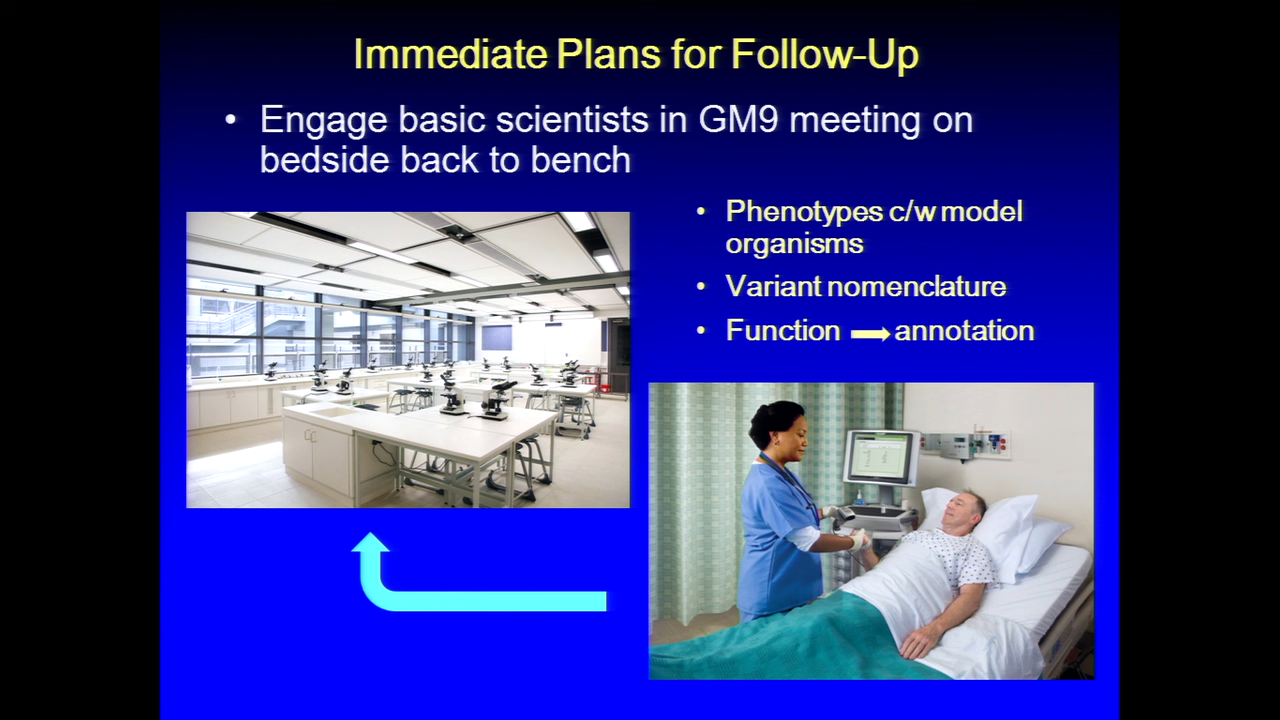 Immediate Plans for Follow-Up
• Engage basic scientists in GM9 meeting on
bedside back to bench
• Phenotypes c/w model
organisms
• Variant nomenclature
• Function ➡ annotation